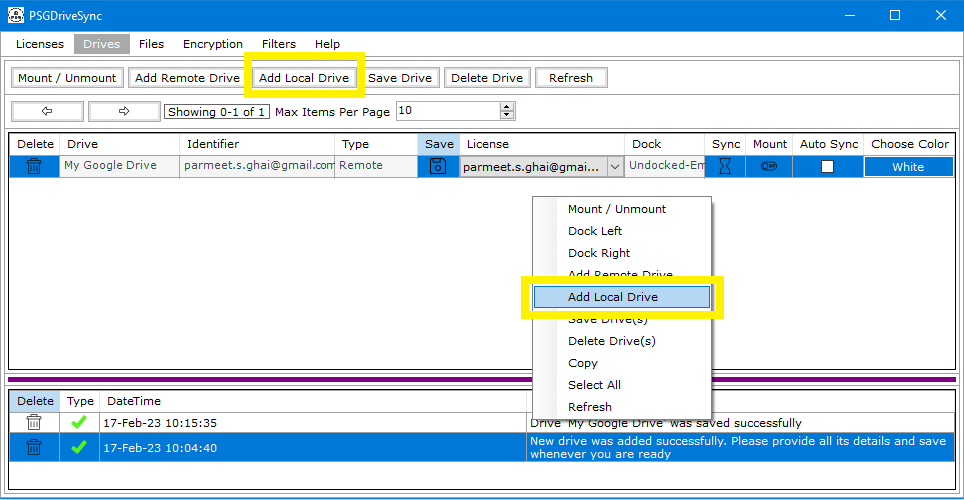 PSGDriveSync
Licenses Drives Files Encryption Filters Help
Mount / Unmount Add Remote Drive Add Local Drive Save Drive Delete Drive Refresh
Showing 0-1 of 1 Max Items Per Page 10
Delete Drive Identifier Type Save License Dock Sync Mount Auto Sync Choose Color
My Google Drive parmeet.s.ghai@gmail.com Remote parmeet.s.ghai@gmai... Undocked-Em White
Mount / Unmount
Dock Left
Dock Right
Add Remote Drive
Add Local Drive
Save Drive(s)
Delete Drive(s)
Copy
Select All
Refresh
Delete Type DateTime
17-Feb-23 10:15:35 Drive 'My Google Drive' was saved successfully
17-Feb-23 10:04:40 New drive was added successfully. Please provide all its details and save
whenever you are ready